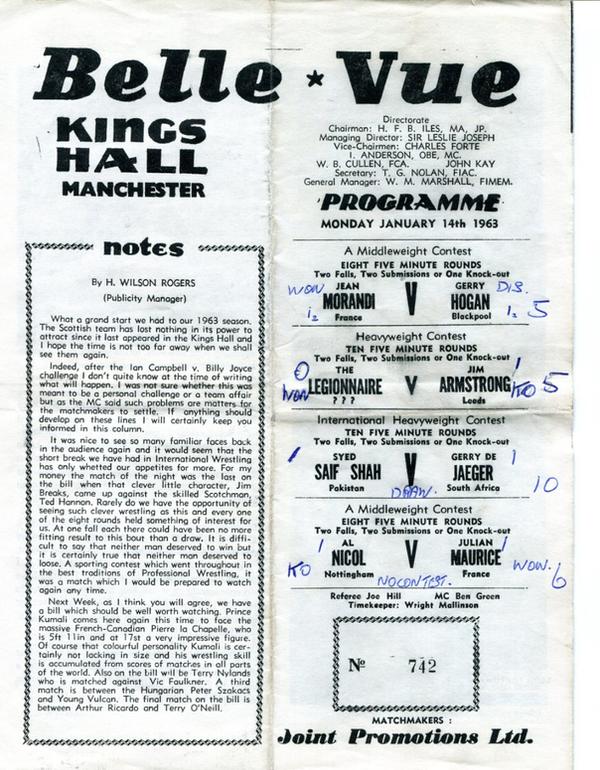 Belle ★ Vue
KINGS
HALL
MANCHESTER
notes
By H. WILSON ROGERS
(Publicity Manager)
What a grand start we had to our 1963 season.
The Scottish team has lost nothing in its power to
attract since it last appeared in the Kings Hall and
I hope the time is not too far away when we shall
see them again.
Indeed, after the Ian Campbell v. Billy Joyce
challenge I don't quite know at the time of writing
what will happen. I was not sure whether this was
meant to be a personal challenge or a team affair
but as the MC said such problems are matters for
the matchmakers to settle. If anything should
develop on these lines I will certainly keep you
informed in this column.
It was nice to see so many familiar faces back
in the audience again and it would seem that the
short break we have had in International Wrestling
has only whetted our appetites for more. For my
money the match of the night was the last on
the bill when that clever little character, Jim
Breaks, came up against the skilled Scotchman,
Ted Hannon. Rarely do we have the opportunity of
seeing such clever wrestling as this and every one
of the eight rounds held something of interest for
us. At one fall each there could have been no more
fitting result to this bout than a draw. It is diffi-
cult to say that neither man deserved to win but
it is certainly true that neither man deserved to
loose. A sporting contest which went throughout in
the best traditions of Professional Wrestling, it
was a match which I would be prepared to watch
again any time.
Next Week, as I think you will agree, we have
a bill which should be well worth watching. Prince
Kumali comes here again this time to face the
massive French-Canadian Pierre la Chapelle, who
is 5ft 11in and at 17st a very impressive figure.
Of course that colourful personality Kumali is cer-
tainly not lacking in size and his wrestling skill
is accumulated from scores of matches in all parts
of the world. Also on the bill will be Terry Nylands
who is matched against Vic Faulkner. A third
match is between the Hungarian Peter Szakacs
and Young Vulcan. The final match on the bill is
between Arthur Ricardo and Terry O'Neill.
Directorate
Chairman: H. F. B. ILES, MA, JP.
Managing Director: SIR LESLIE JOSEPH
Vice-Chairmen: CHARLES FORTE
I. ANDERSON, OBE, MC.
W. B. CULLEN, FCA. JOHN KAY
Secretary: T. G. NOLAN, FIAC.
General Manager: W. M. MARSHALL, FIMEM.
PROGRAMME
MONDAY JANUARY 14th 1963
A Middleweight Contest
EIGHT FIVE MINUTE ROUNDS
Two Falls, Two Submissions or One Knock-out
WON JEAN GERRY DIS.
MORANDI V HOGAN
France Blackpool 5
Heavyweight Contest
TEN FIVE MINUTE ROUNDS
Two Falls, Two Submissions or One Knock-out
0 THE JIM 1
WON LEGIONNAIRE V ARMSTRONG KO 5
? ? ? Leeds
International Heavyweight Contest
TEN FIVE MINUTE ROUNDS
Two Falls, Two Submissions or One Knock-out
1 SYED GERRY DE 1
SAIF SHAH V JAEGER
Pakistan DRAW. South Africa 10
A Middleweight Contest
EIGHT FIVE MINUTE ROUNDS
Two Falls, Two Submissions or One Knock-out
1 AL JULIAN 1
KO NICOL V MAURICE WON.
Nottingham France 6
NO CONTEST.
Referee Joe Hill MC Ben Green
Timekeeper: Wright Mallinson
No 742
MATCHMAKERS :
Joint Promotions Ltd.